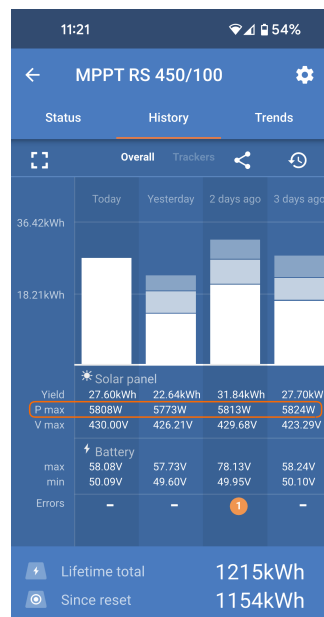 11:21 54%
MPPT RS 450/100
Status History Trends
Overall Trackers
Today Yesterday 2 days ago 3 days ago
36.42kWh
18.21kWh
Solar panel
Yield 27.60kWh 22.64kWh 31.84kWh 27.70kW
P max 5808W 5773W 5813W 5824W
V max 430.00V 426.21V 429.68V 423.29V
Battery
max 58.08V 57.73V 78.13V 58.24V
min 50.09V 49.60V 49.95V 50.10V
Errors – – 1 –
Lifetime total 1215kWh
Since reset 1154kWh